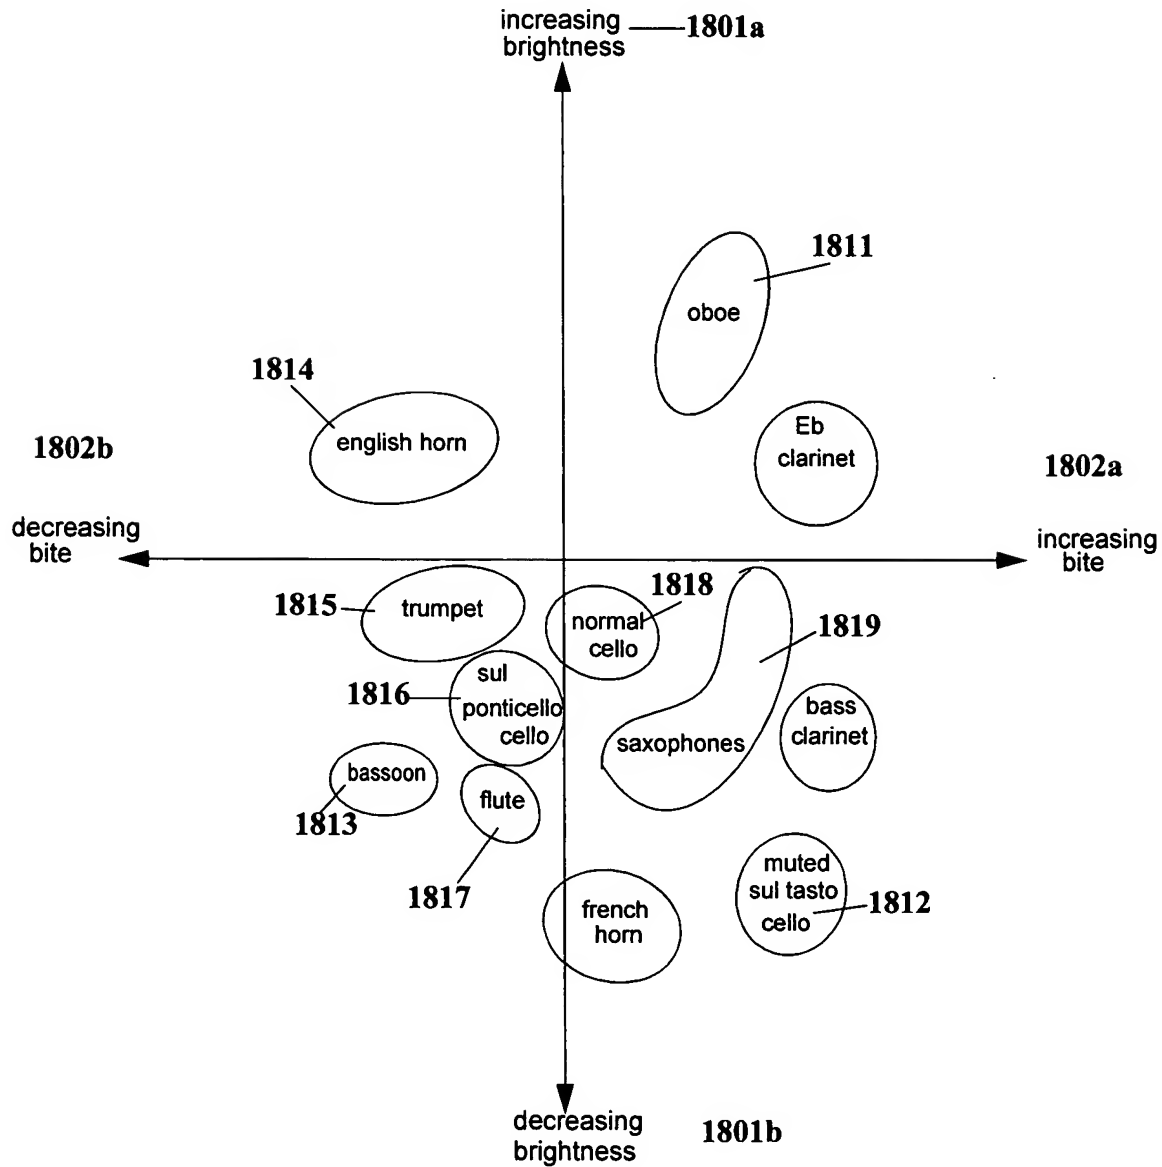 increasing
brightness
1801a
1811
oboe
1814
english horn
Eb
clarinet
1802b
1802a
decreasing
bite
increasing
bite
1815
trumpet
1818
normal
cello
1819
sul
ponticello
cello
1816
saxophones
bass
clarinet
bassoon
1813
flute
1817
muted
sul tasto
cello
1812
french
horn
decreasing
brightness
1801b